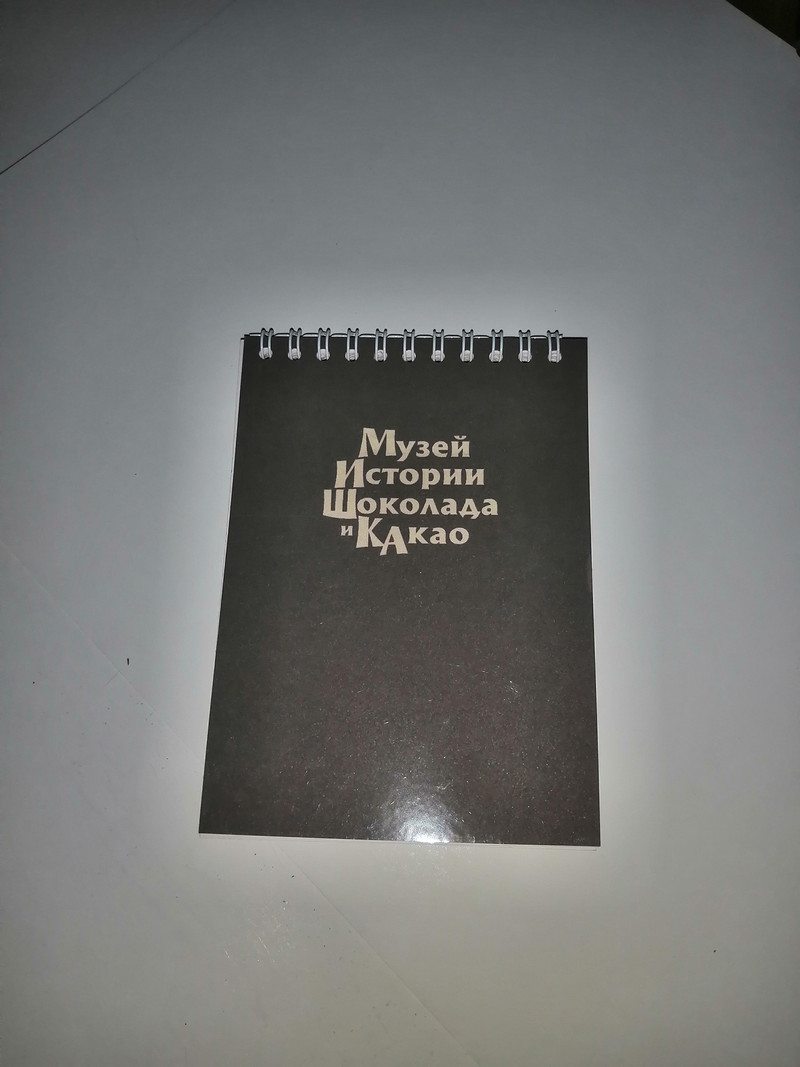 Музей
Истории
Шоколада
и КАкао